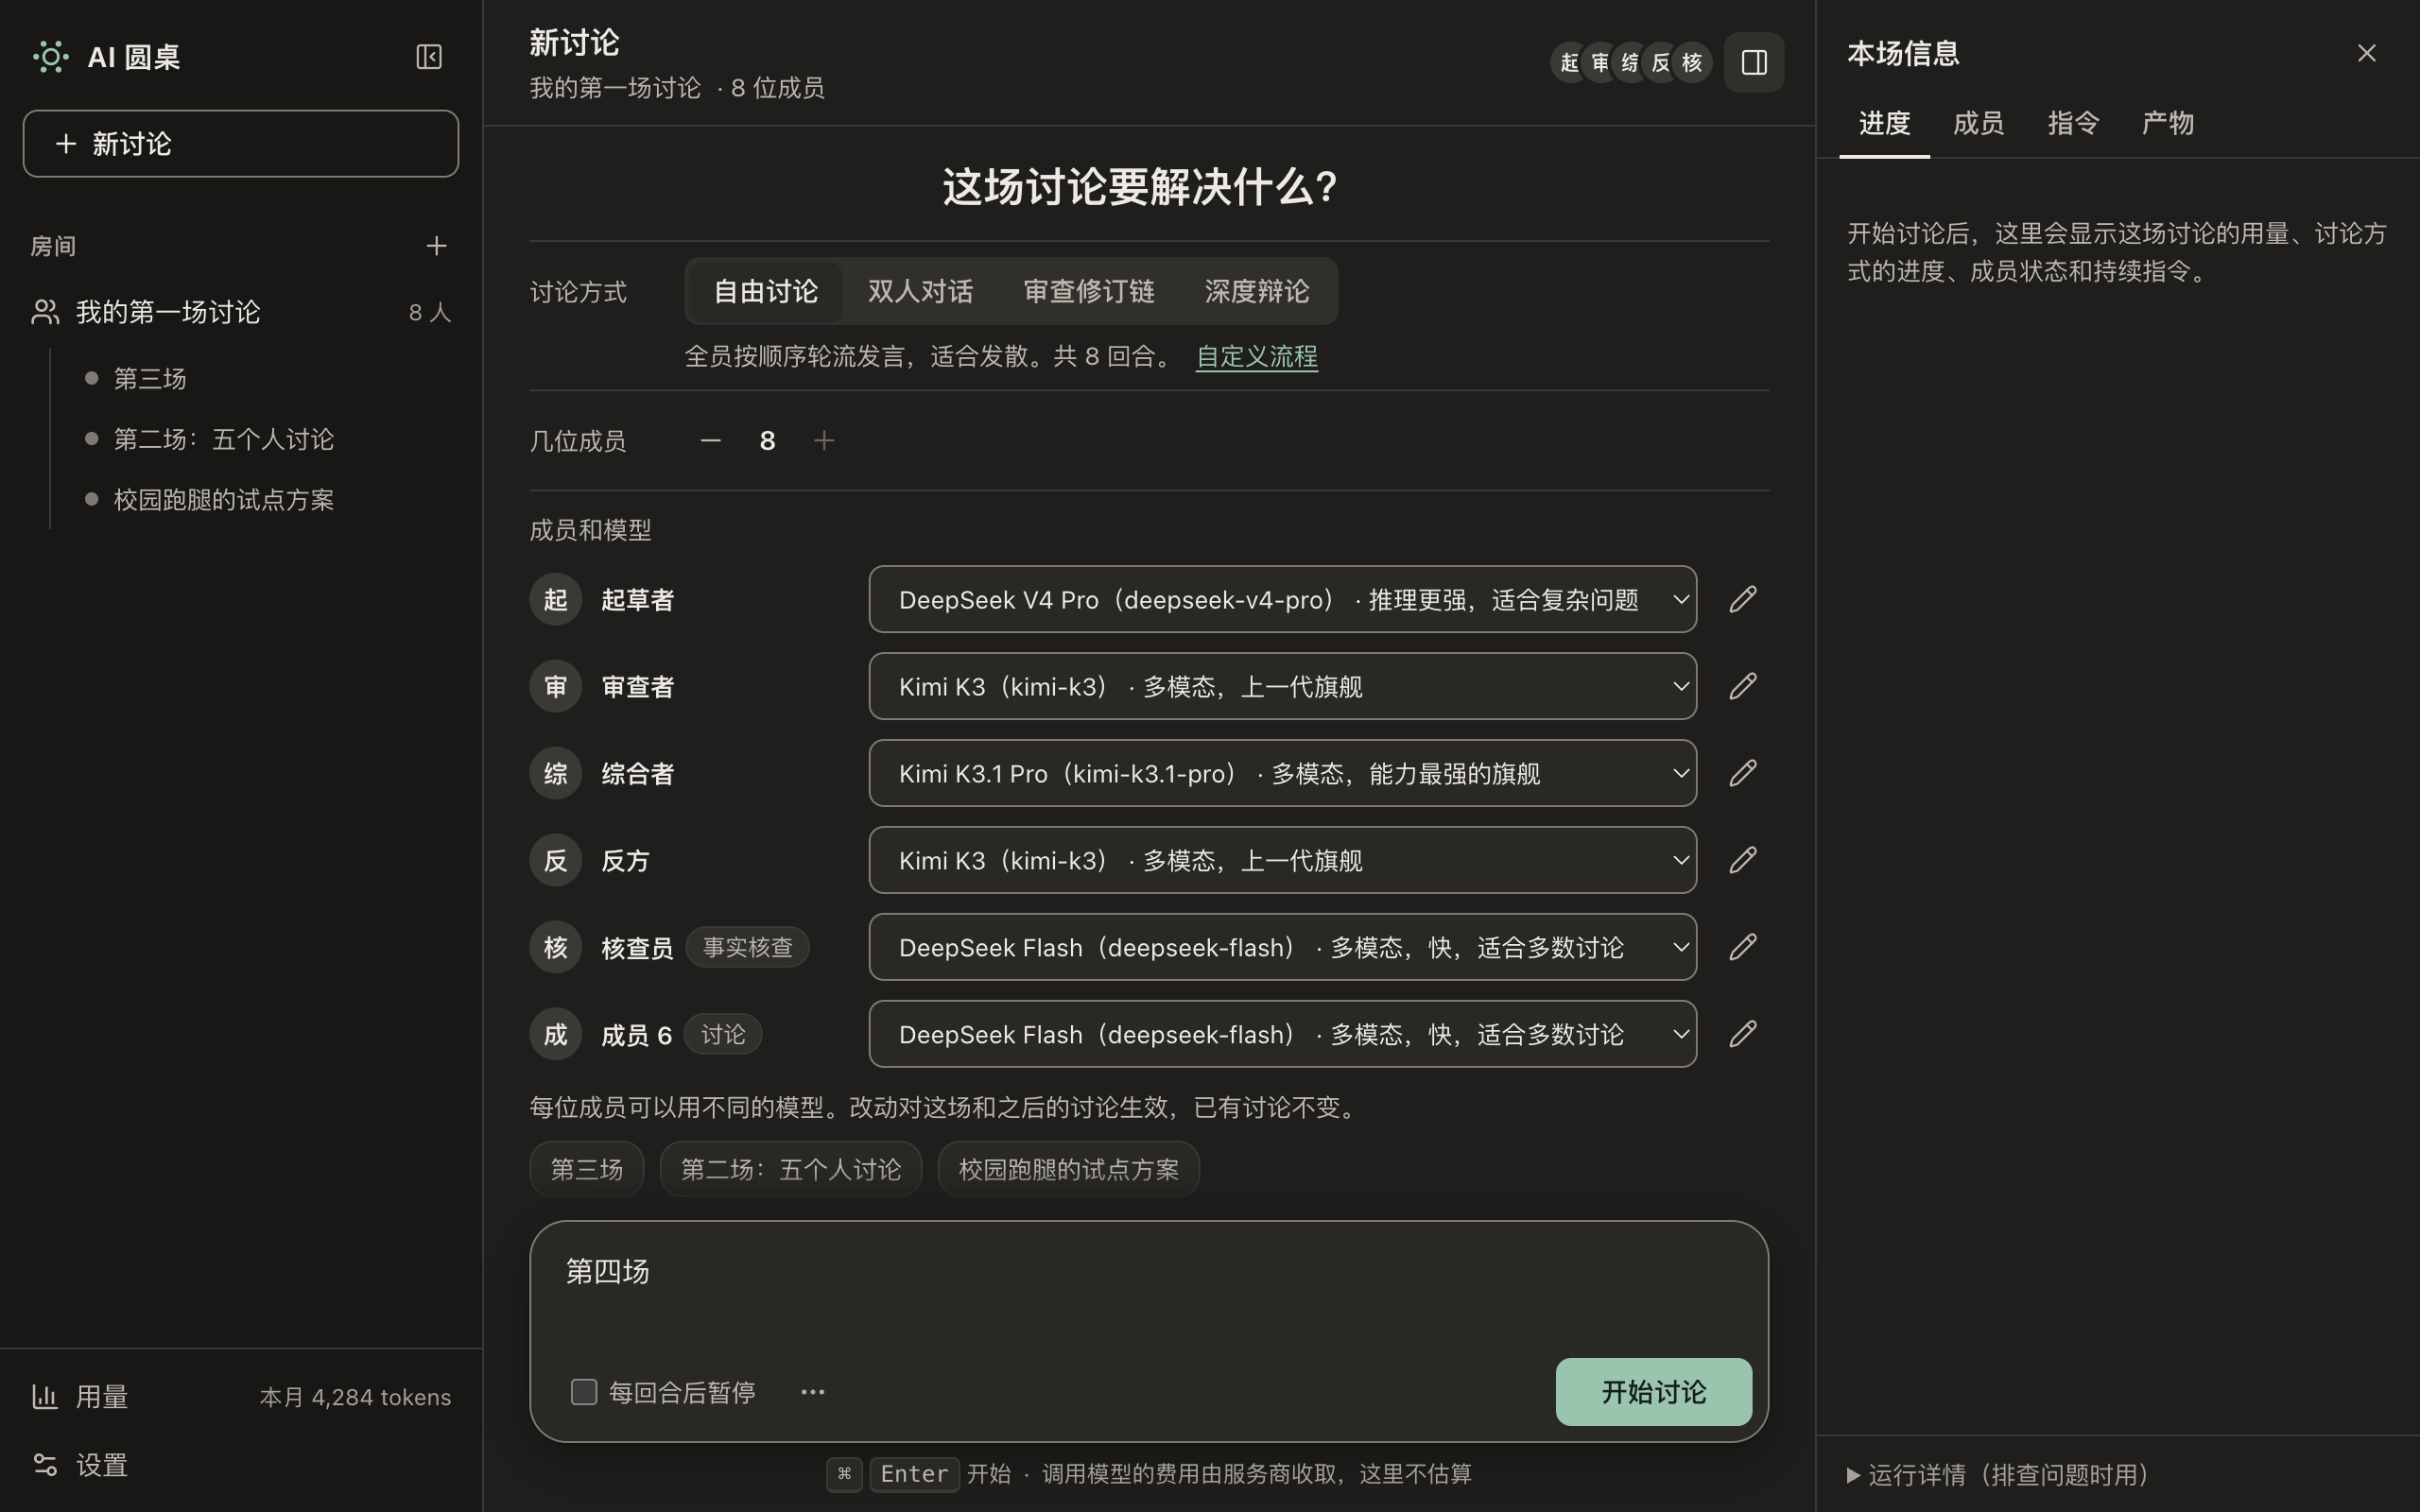 AI 圆桌
新讨论
房间
我的第一场讨论 8 人
第三场
第二场：五个人讨论
校园跑腿的试点方案
用量 本月 4,284 tokens
设置
新讨论
我的第一场讨论 · 8 位成员
起 审 综 反 核
这场讨论要解决什么?
讨论方式 自由讨论 双人对话 审查修订链 深度辩论
全员按顺序轮流发言，适合发散。共 8 回合。 自定义流程
几位成员 8
成员和模型
起 起草者 DeepSeek V4 Pro（deepseek-v4-pro） · 推理更强，适合复杂问题
审 审查者 Kimi K3（kimi-k3） · 多模态，上一代旗舰
综 综合者 Kimi K3.1 Pro（kimi-k3.1-pro） · 多模态，能力最强的旗舰
反 反方 Kimi K3（kimi-k3） · 多模态，上一代旗舰
核 核查员 事实核查 DeepSeek Flash（deepseek-flash） · 多模态，快，适合多数讨论
成 成员 6 讨论 DeepSeek Flash（deepseek-flash） · 多模态，快，适合多数讨论
每位成员可以用不同的模型。改动对这场和之后的讨论生效，已有讨论不变。
第三场 第二场：五个人讨论 校园跑腿的试点方案
第四场
每回合后暂停 ··· 开始讨论
⌘ Enter 开始 · 调用模型的费用由服务商收取，这里不估算
本场信息
进度 成员 指令 产物
开始讨论后，这里会显示这场讨论的用量、讨论方
式的进度、成员状态和持续指令。
运行详情（排查问题时用）